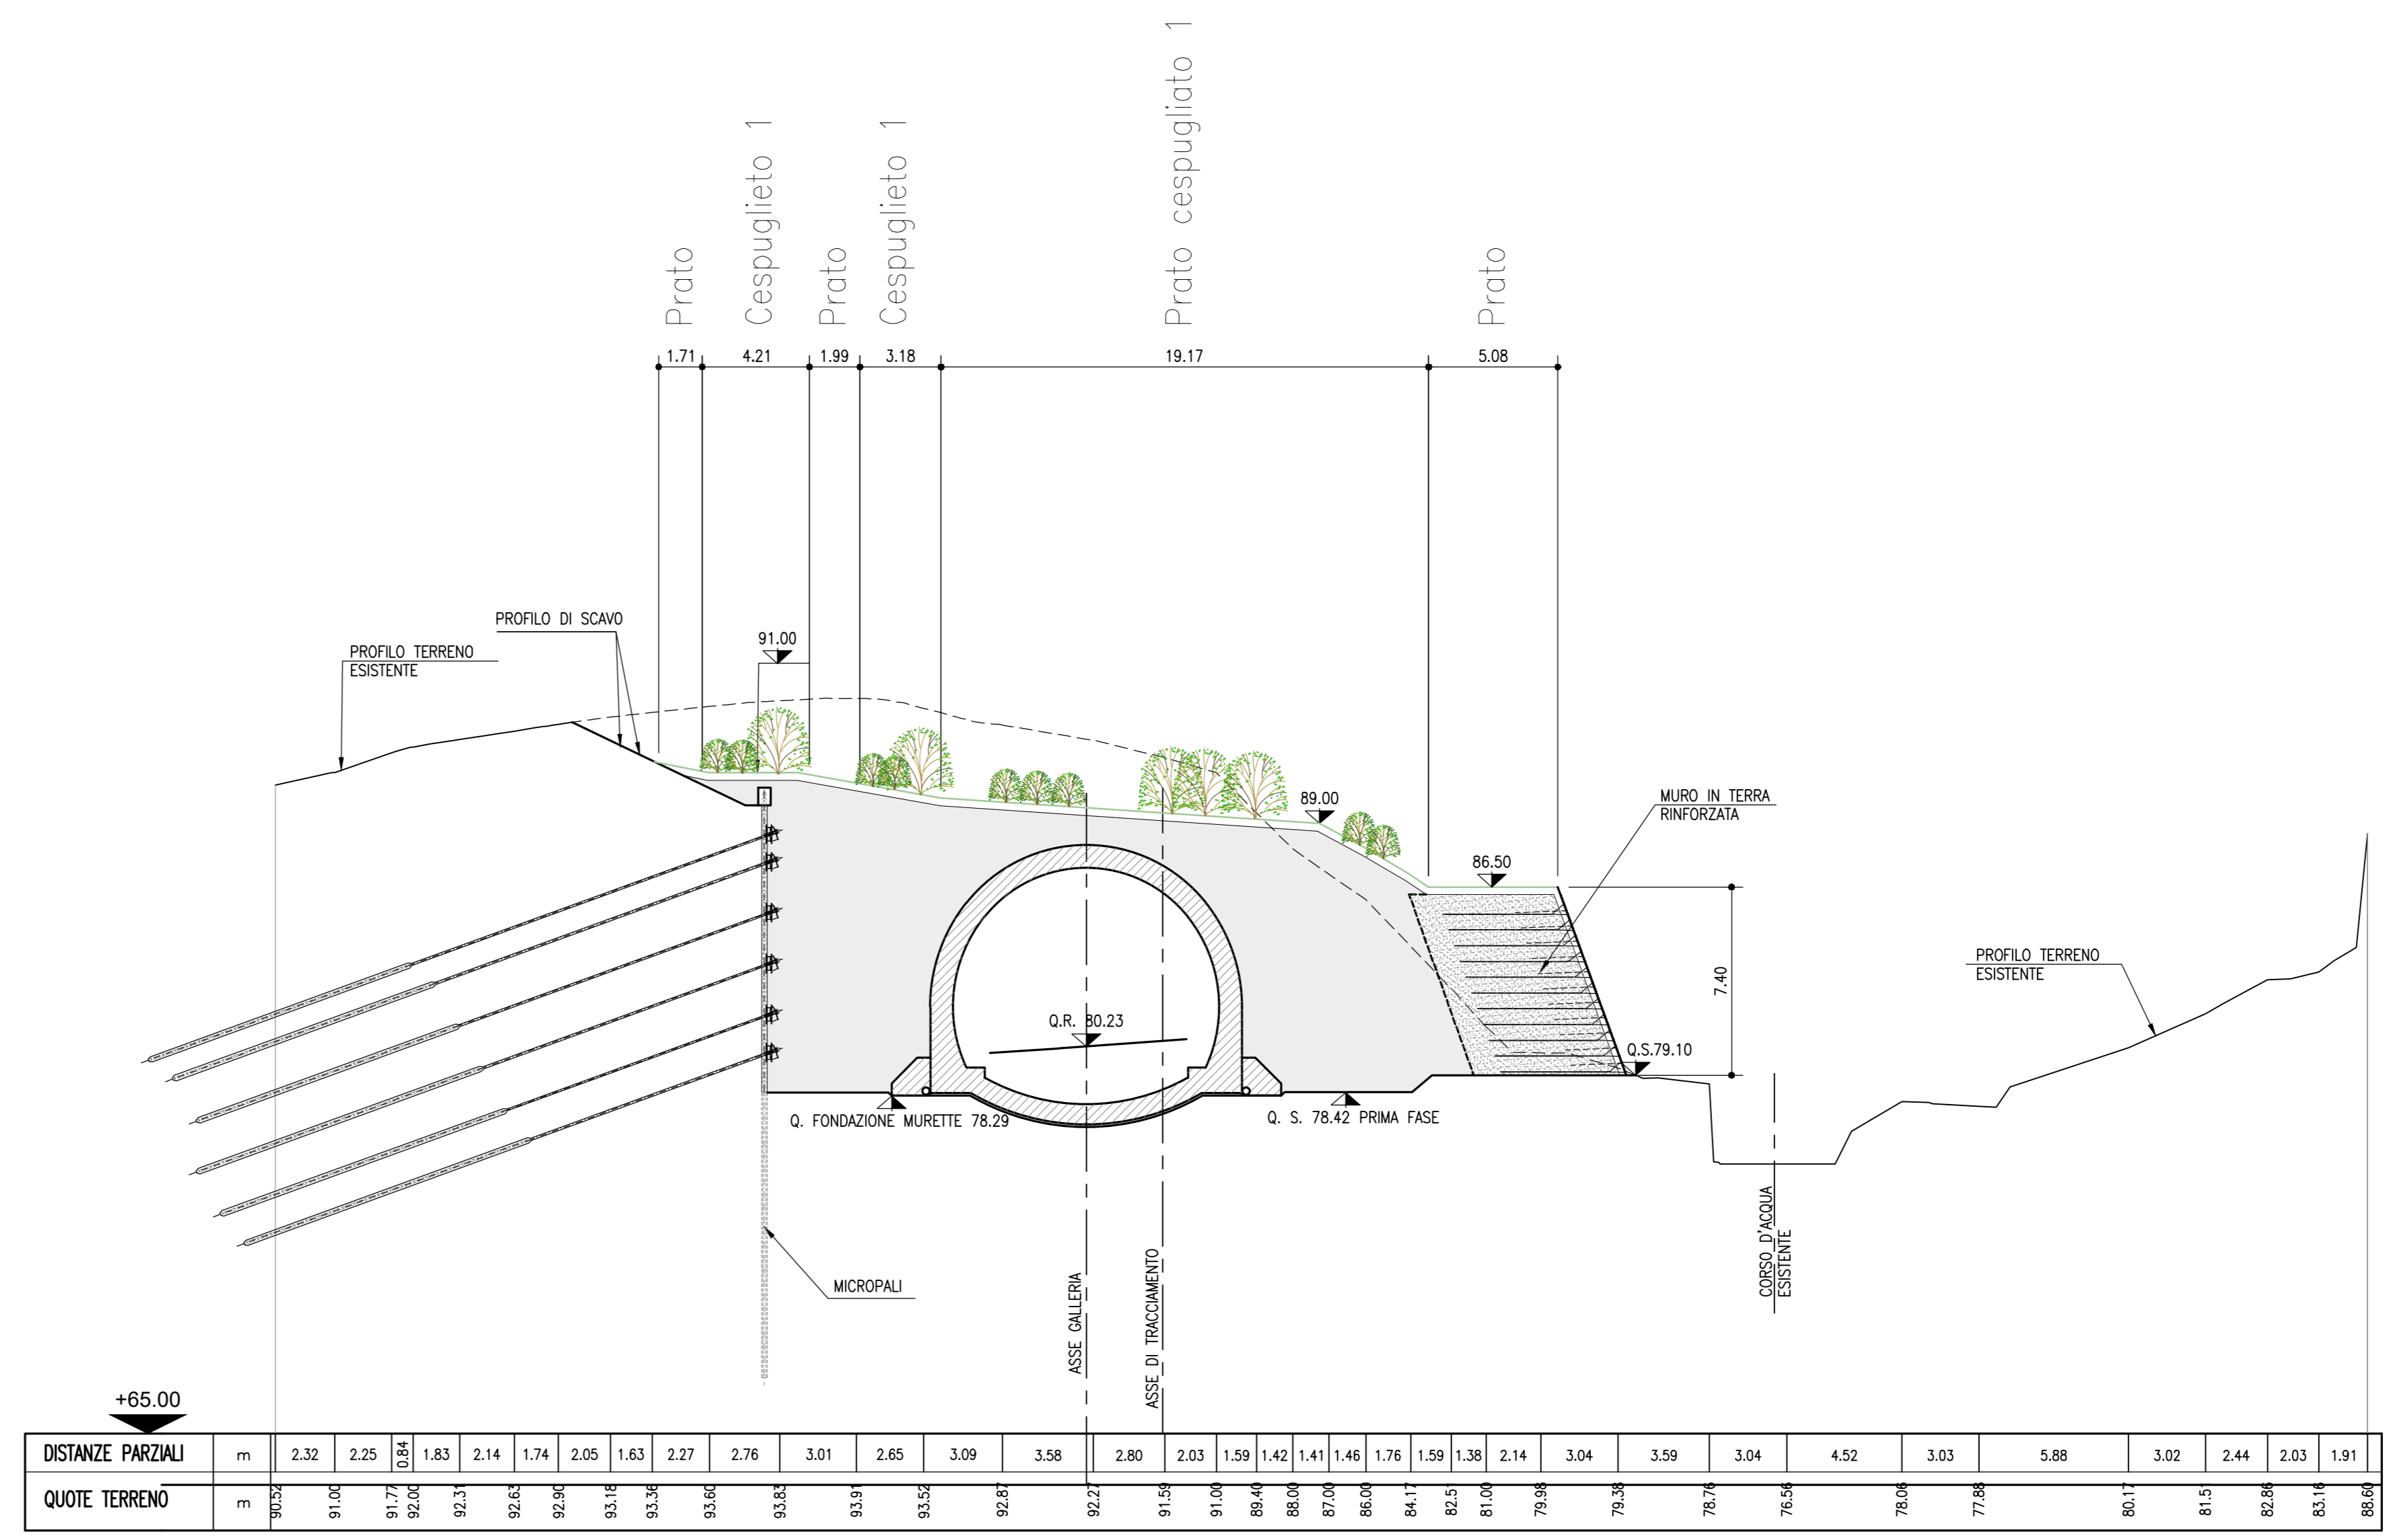 Prato
Cespuglieto 1
Prato
Cespuglieto 1
Prato cespugliato 1
Prato
1.71 4.21 1.99 3.18 19.17 5.08
PROFILO DI SCAVO
PROFILO TERRENO
ESISTENTE
91.00
89.00
86.50
MURO IN TERRA
RINFORZATA
7.40
PROFILO TERRENO
ESISTENTE
Q.R. 80.23
Q.S.79.10
Q. FONDAZIONE MURETTE 78.29
Q. S. 78.42 PRIMA FASE
MICROPALI
ASSE GALLERIA
ASSE DI TRACCIAMENTO
CORSO D'ACQUA
ESISTENTE
+65.00
DISTANZE PARZIALI m 2.32 2.25 0.84 1.83 2.14 1.74 2.05 1.63 2.27 2.76 3.01 2.65 3.09 3.58 2.80 2.03 1.59 1.42 1.41 1.46 1.76 1.59 1.38 2.14 3.04 3.59 3.04 4.52 3.03 5.88 3.02 2.44 2.03 1.91
QUOTE TERRENO m 90.52 91.00 91.77 92.00 92.31 92.63 92.90 93.18 93.36 93.60 93.83 93.91 93.52 92.87 92.27 91.59 91.00 89.40 88.00 87.00 86.00 84.17 82.51 81.00 79.98 79.38 78.76 76.56 78.06 77.88 80.17 81.51 82.86 83.16 88.60